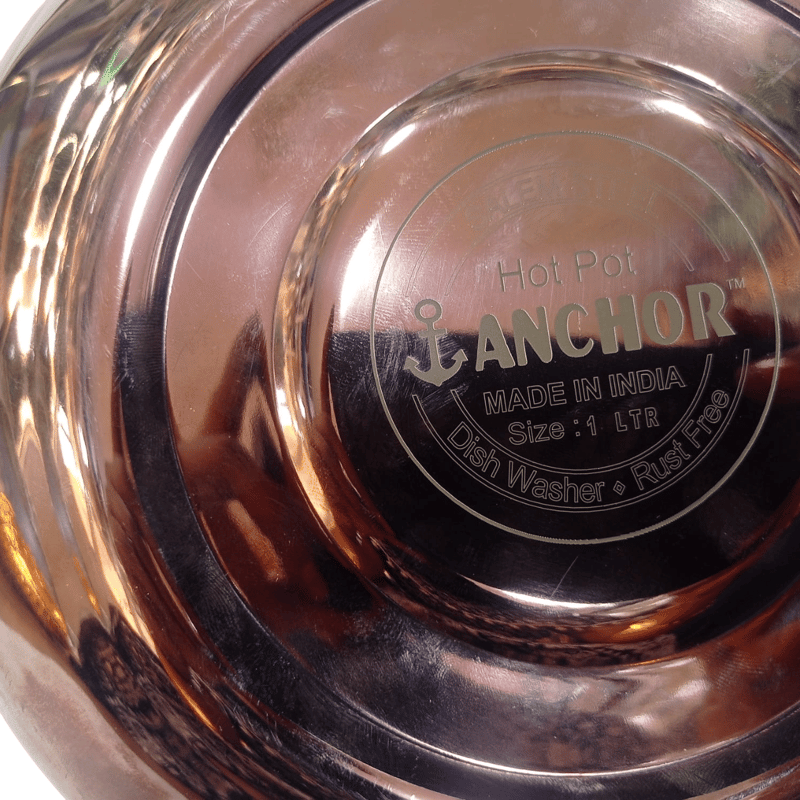 Hot Pot
ANCHOR™
MADE IN INDIA
Size : 1 LTR
Dish Washer ⬥ Rust Free